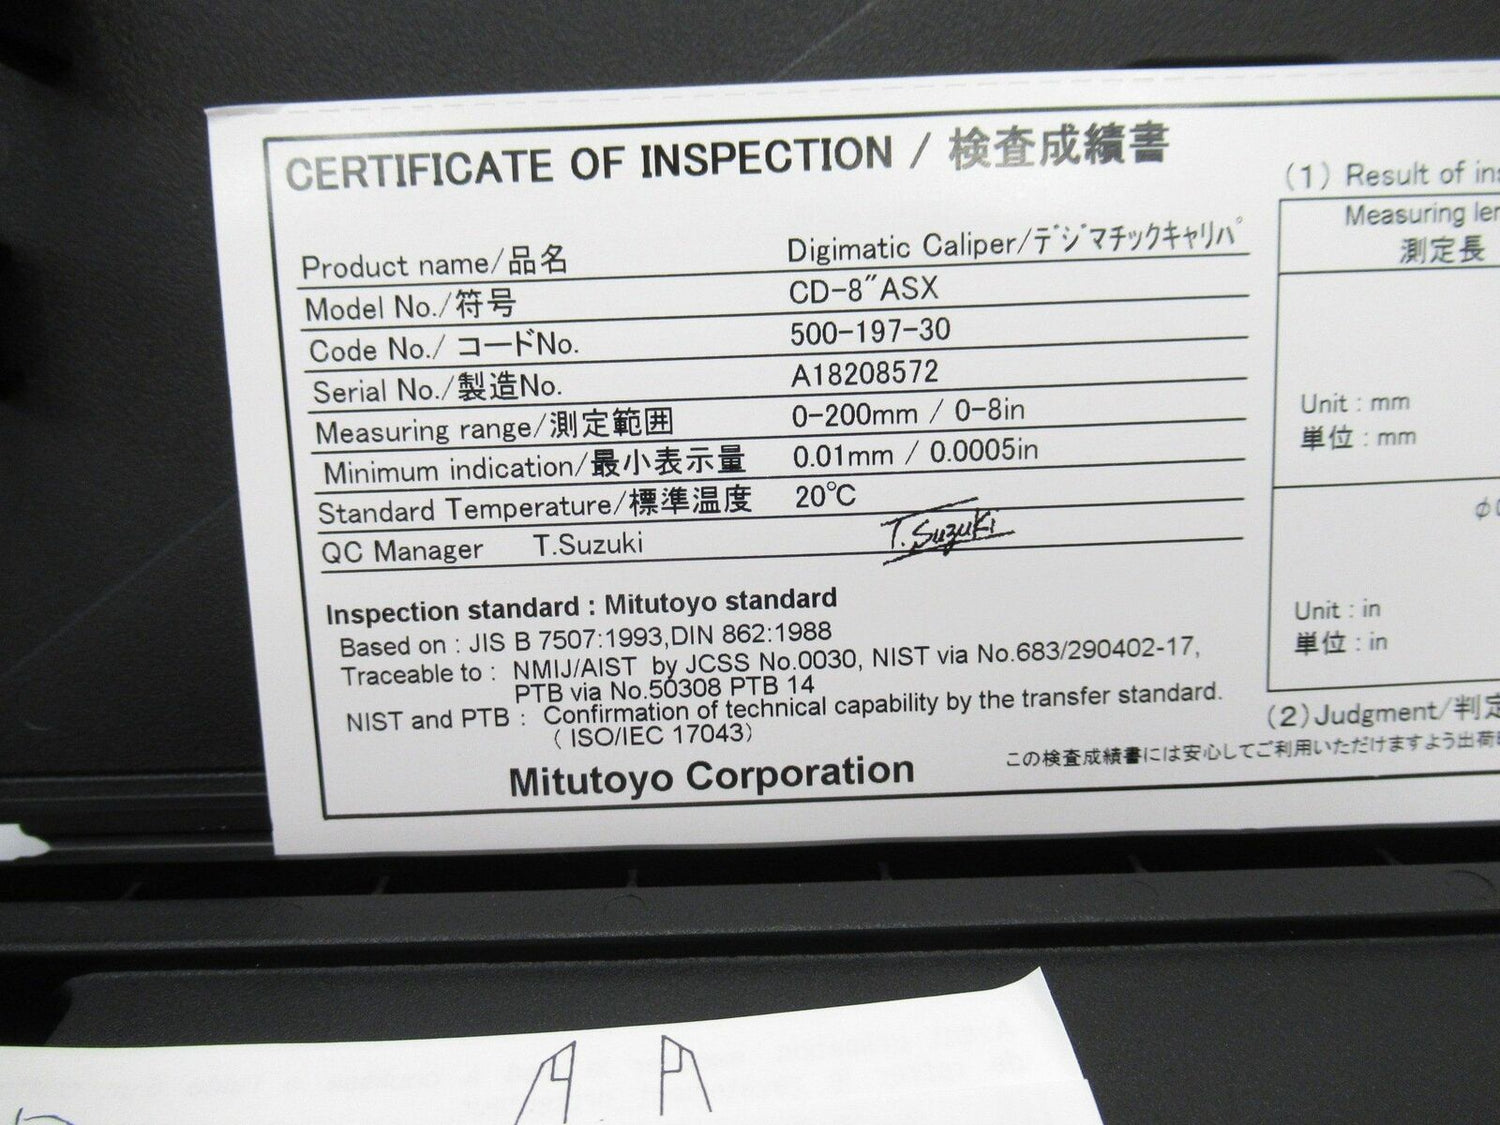 CERTIFICATE OF INSPECTION / 検査成績書
Product name/品名 Digimatic Caliper/デジマチックキャリパ
Model No./符号 CD-8"ASX
Code No./ コードNo. 500-197-30
Serial No./製造No. A18208572
Measuring range/測定範囲 0-200mm / 0-8in
Minimum indication/最小表示量 0.01mm / 0.0005in
Standard Temperature/標準温度 20℃
QC Manager T.Suzuki T.Suzuki
Inspection standard : Mitutoyo standard
Based on : JIS B 7507:1993,DIN 862:1988
Traceable to : NMIJ/AIST by JCSS No.0030, NIST via No.683/290402-17,
PTB via No.50308 PTB 14
NIST and PTB : Confirmation of technical capability by the transfer standard.
( ISO/IEC 17043)
Mitutoyo Corporation
(1) Result of
Measuring
測定長
Unit : mm
単位 : mm
Unit : in
単位 : in
(2)Judgment/判定
この検査成績書には安心してご利用いただけますよう出荷